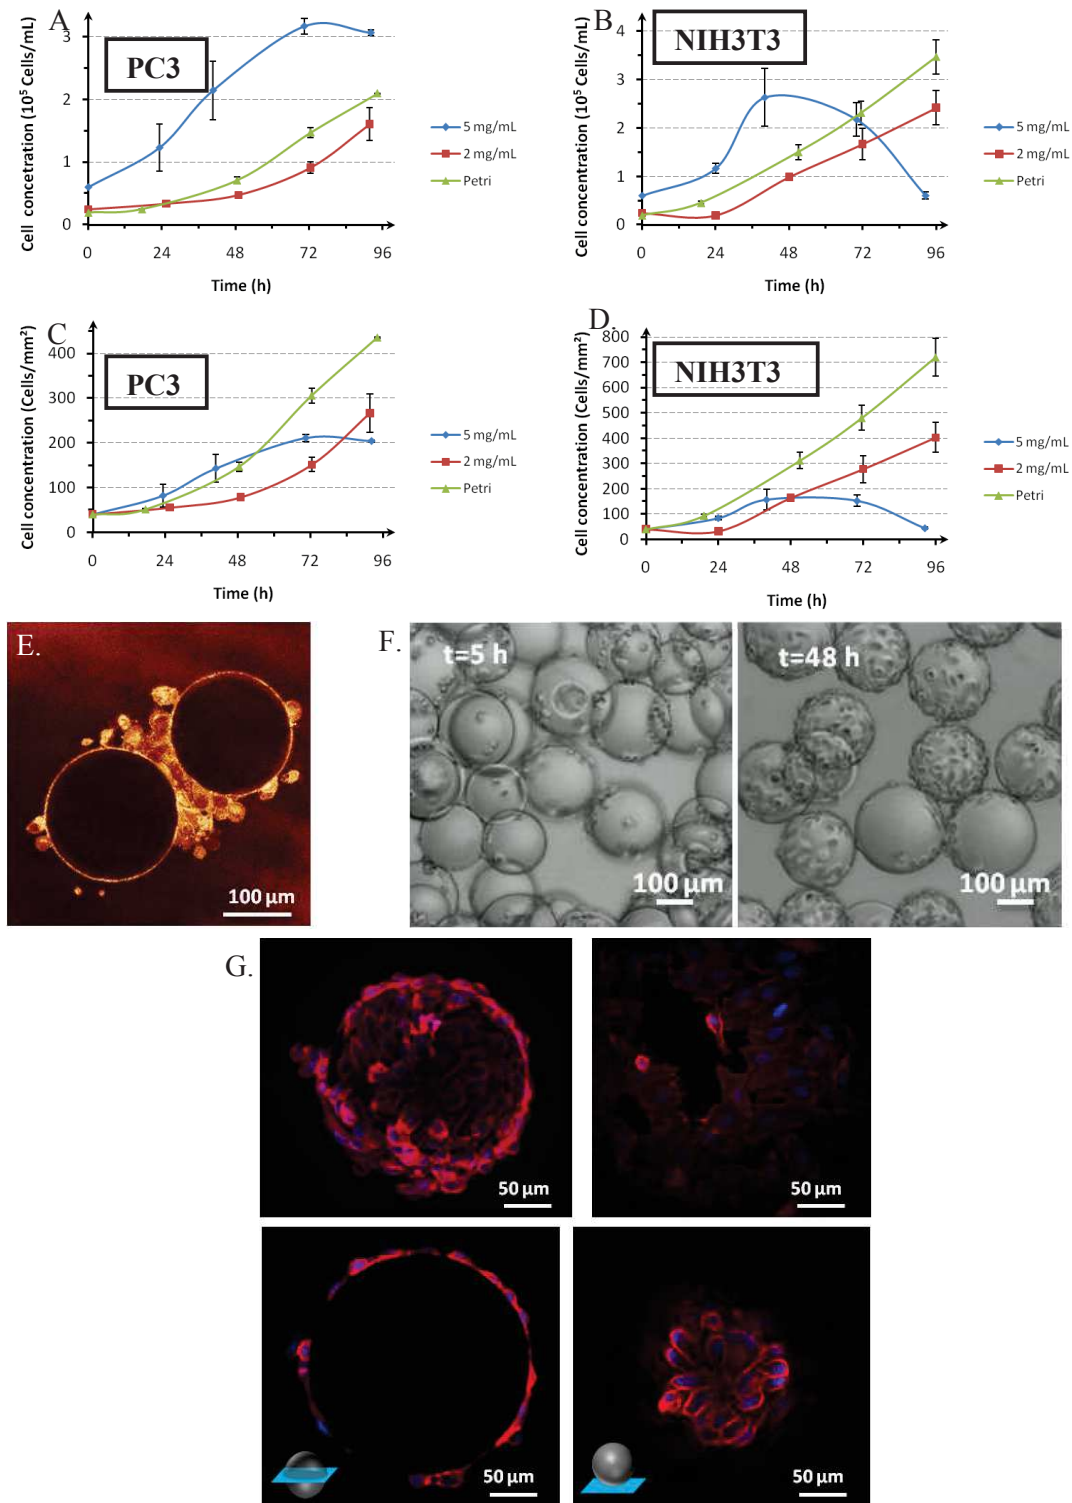 A
PC3
Cell concetration (10⁵ Cells/mL)
3
2
1
0
0 24 48 72 96
Time (h)
5 mg/mL
2 mg/mL
Petri
B.
NIH3T3
Cell concentration (10⁵ Cells/mL)
4
3
2
1
0
0 24 48 72 96
Time (h)
5 mg/mL
2 mg/mL
Petri
C
PC3
Cell concentration (Cells/mm²)
400
300
200
100
0
0 24 48 72 96
Time (h)
5 mg/mL
2 mg/mL
Petri
D.
NIH3T3
Cell concentration (Cells/mm²)
800
700
600
500
400
300
200
100
0
0 24 48 72 96
Time (h)
5 mg/mL
2 mg/mL
Petri
E.
100 µm
F.
t=5 h
100 µm
t=48 h
100 µm
G.
50 µm
50 µm
50 µm
50 µm